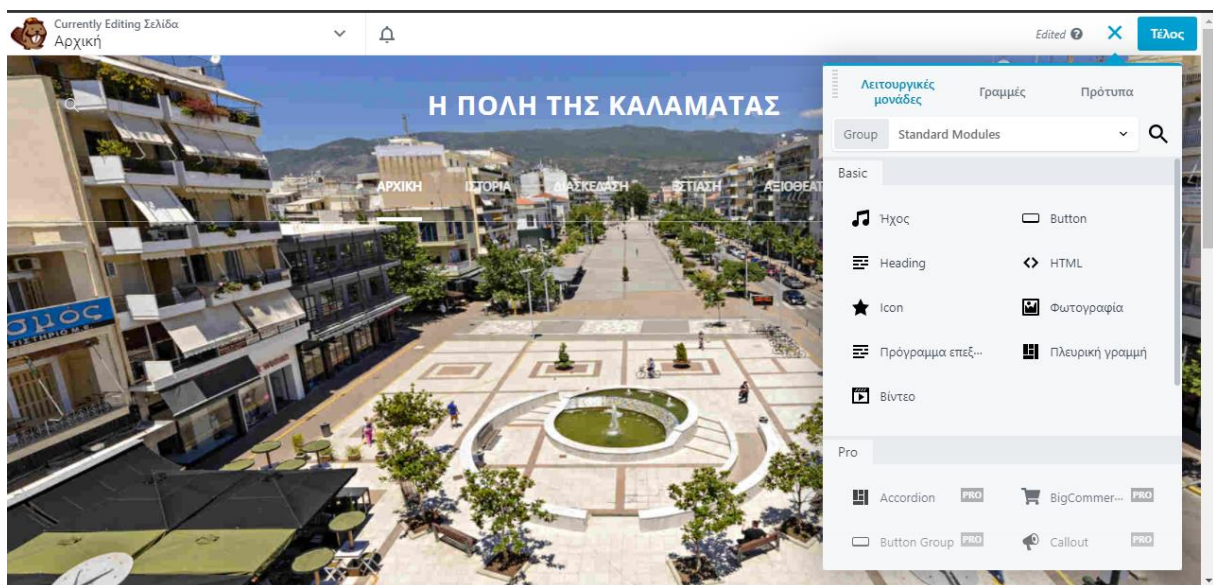 Currently Editing Σελίδα:
Αρχική
Edited
Τέλος
Η ΠΟΛΗ ΤΗΣ ΚΑΛΑΜΑΤΑΣ
ΑΡΧΙΚΗ ΙΣΤΟΡΙΑ ΔΙΑΣΚΕΔΑΣΗ ΕΣΤΙΑΣΗ
Λειτουργικές
μονάδες
Γραμμές
Πρότυπα
Group Standard Modules
Basic
Ήχος Button
Heading HTML
Icon Φωτογραφία
Πρόγραμμα επεξ...
Πλευρική γραμμή
Βίντεο
Pro
Accordion PRO BigCommer... PRO
Button Group PRO Callout PRO